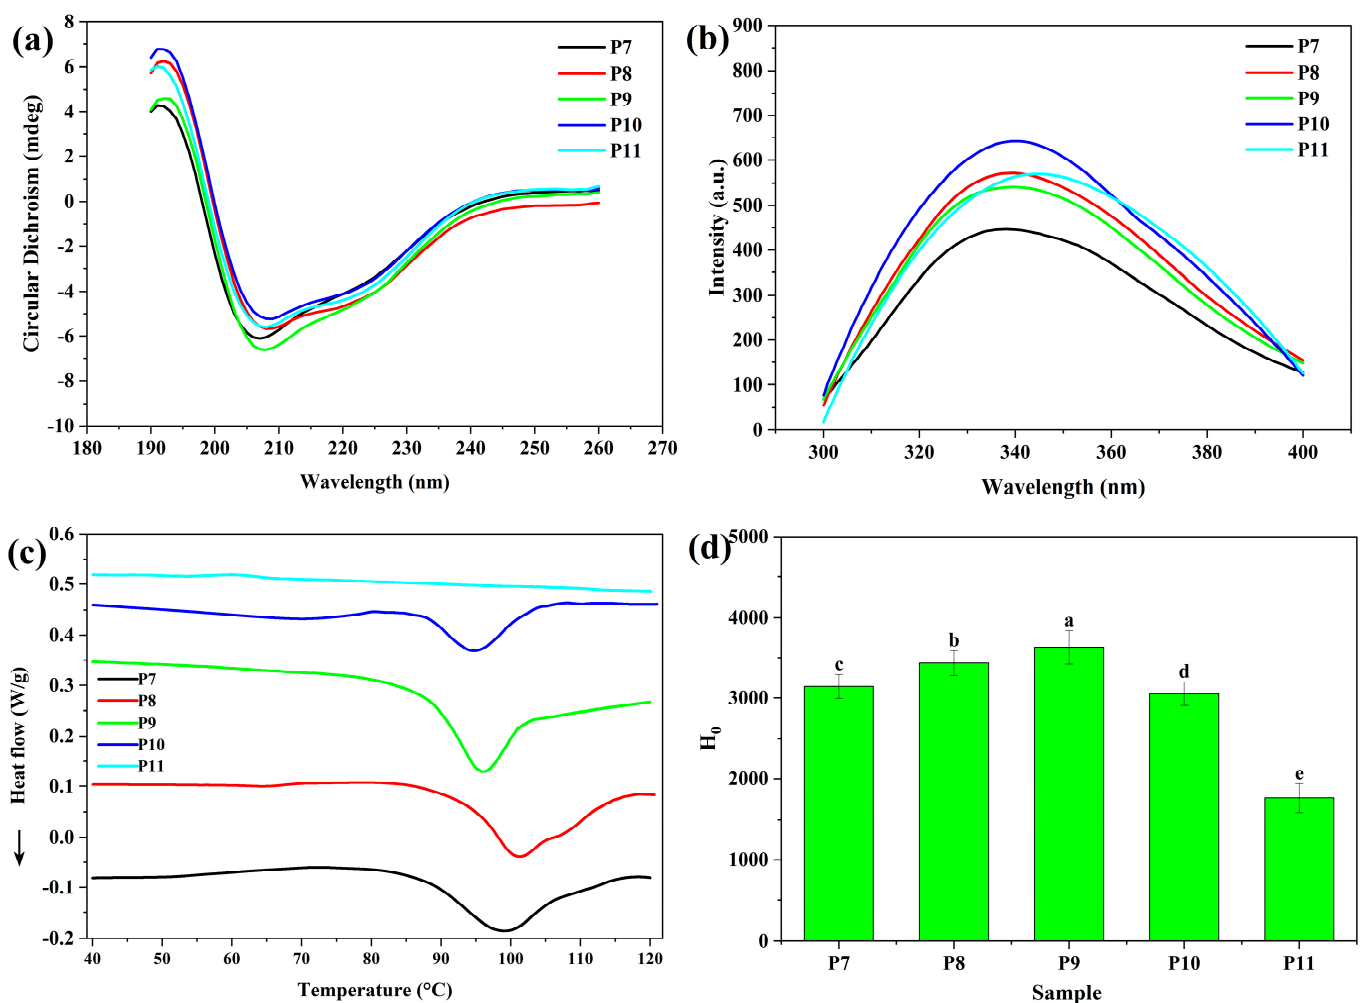 (a)
8
6
4
2
0
-2
-4
-6
-8
-10
Circular Dichroism (mdeg)
P7
P8
P9
P10
P11
180 190 200 210 220 230 240 250 260 270
Wavelength (nm)
(b)
900
800
700
600
500
400
300
200
100
0
Intensity (a.u.)
P7
P8
P9
P10
P11
300 320 340 360 380 400
Wavelength (nm)
(c)
0.6
0.5
0.4
0.3
0.2
0.1
0.0
-0.1
-0.2
← Heat flow (W/g)
P7
P8
P9
P10
P11
40 50 60 70 80 90 100 110 120
Temperature (°C)
(d)
5000
4000
3000
2000
1000
0
H0
c
b
a
d
e
P7 P8 P9 P10 P11
Sample